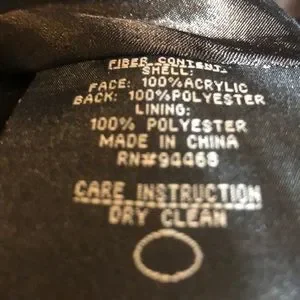 FIBER CONTENT:
SHELL:
FACE: 100% ACRYLIC
BACK: 100% POLYESTER
LINING:
100% POLYESTER
MADE IN CHINA
RN#94468
CARE INSTRUCTION
DRY CLEAN